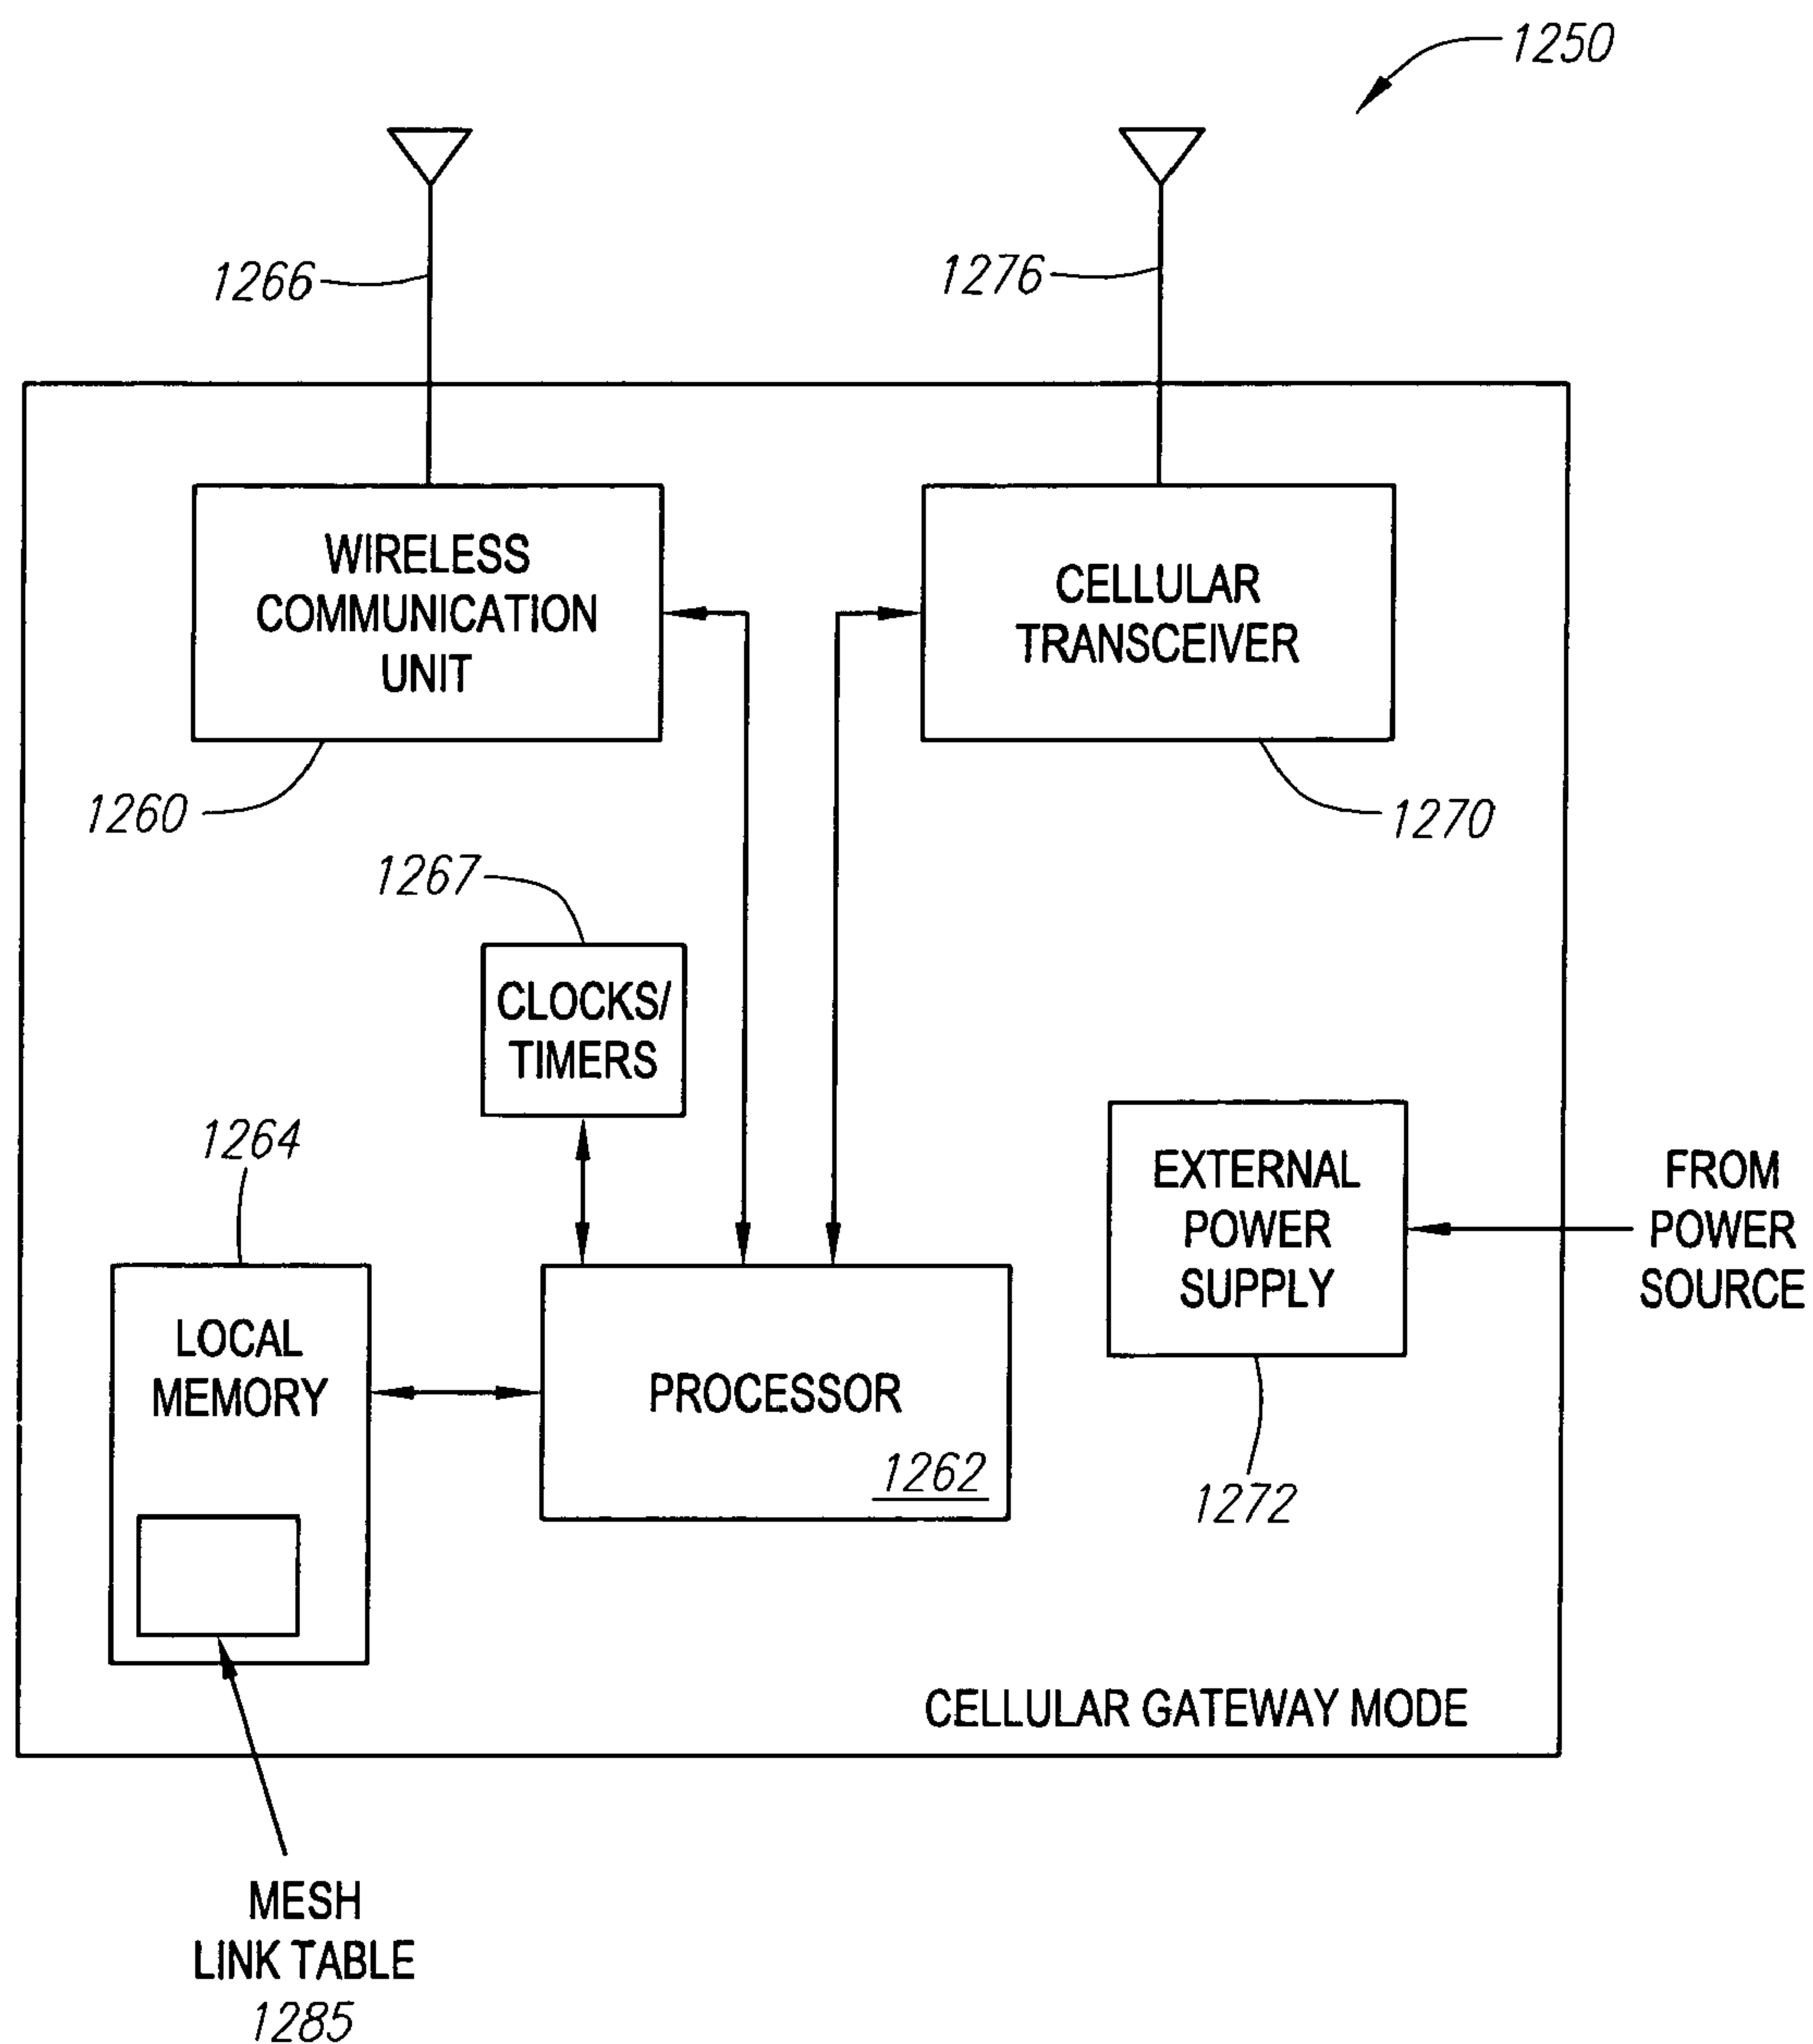 1250
1266
1276
WIRELESS
COMMUNICATION
UNIT
CELLULAR
TRANSCEIVER
1260
1270
1267
CLOCKS/
TIMERS
1264
EXTERNAL
POWER
SUPPLY
FROM
POWER
SOURCE
LOCAL
MEMORY
PROCESSOR
1262
1272
CELLULAR GATEWAY MODE
MESH
LINK TABLE
1285